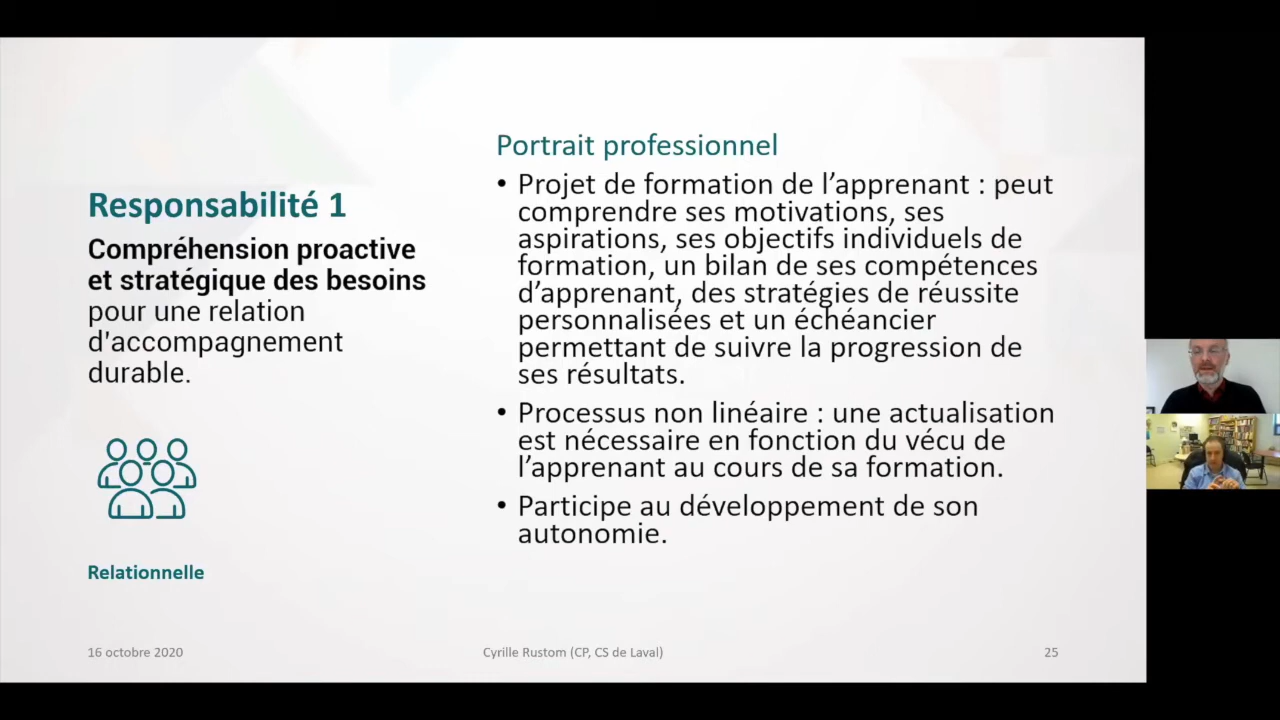 Responsabilité 1
Compréhension proactive
et stratégique des besoins
pour une relation
d'accompagnement
durable.
Relationnelle
Portrait professionnel
• Projet de formation de l’apprenant : peut
comprendre ses motivations, ses
aspirations, ses objectifs individuels de
formation, un bilan de ses compétences
d’apprenant, des stratégies de réussite
personnalisées et un échéancier
permettant de suivre la progression de
ses résultats.
• Processus non linéaire : une actualisation
est nécessaire en fonction du vécu de
l’apprenant au cours de sa formation.
• Participe au développement de son
autonomie.
16 octobre 2020
Cyrille Rustom (CP, CS de Laval)
25